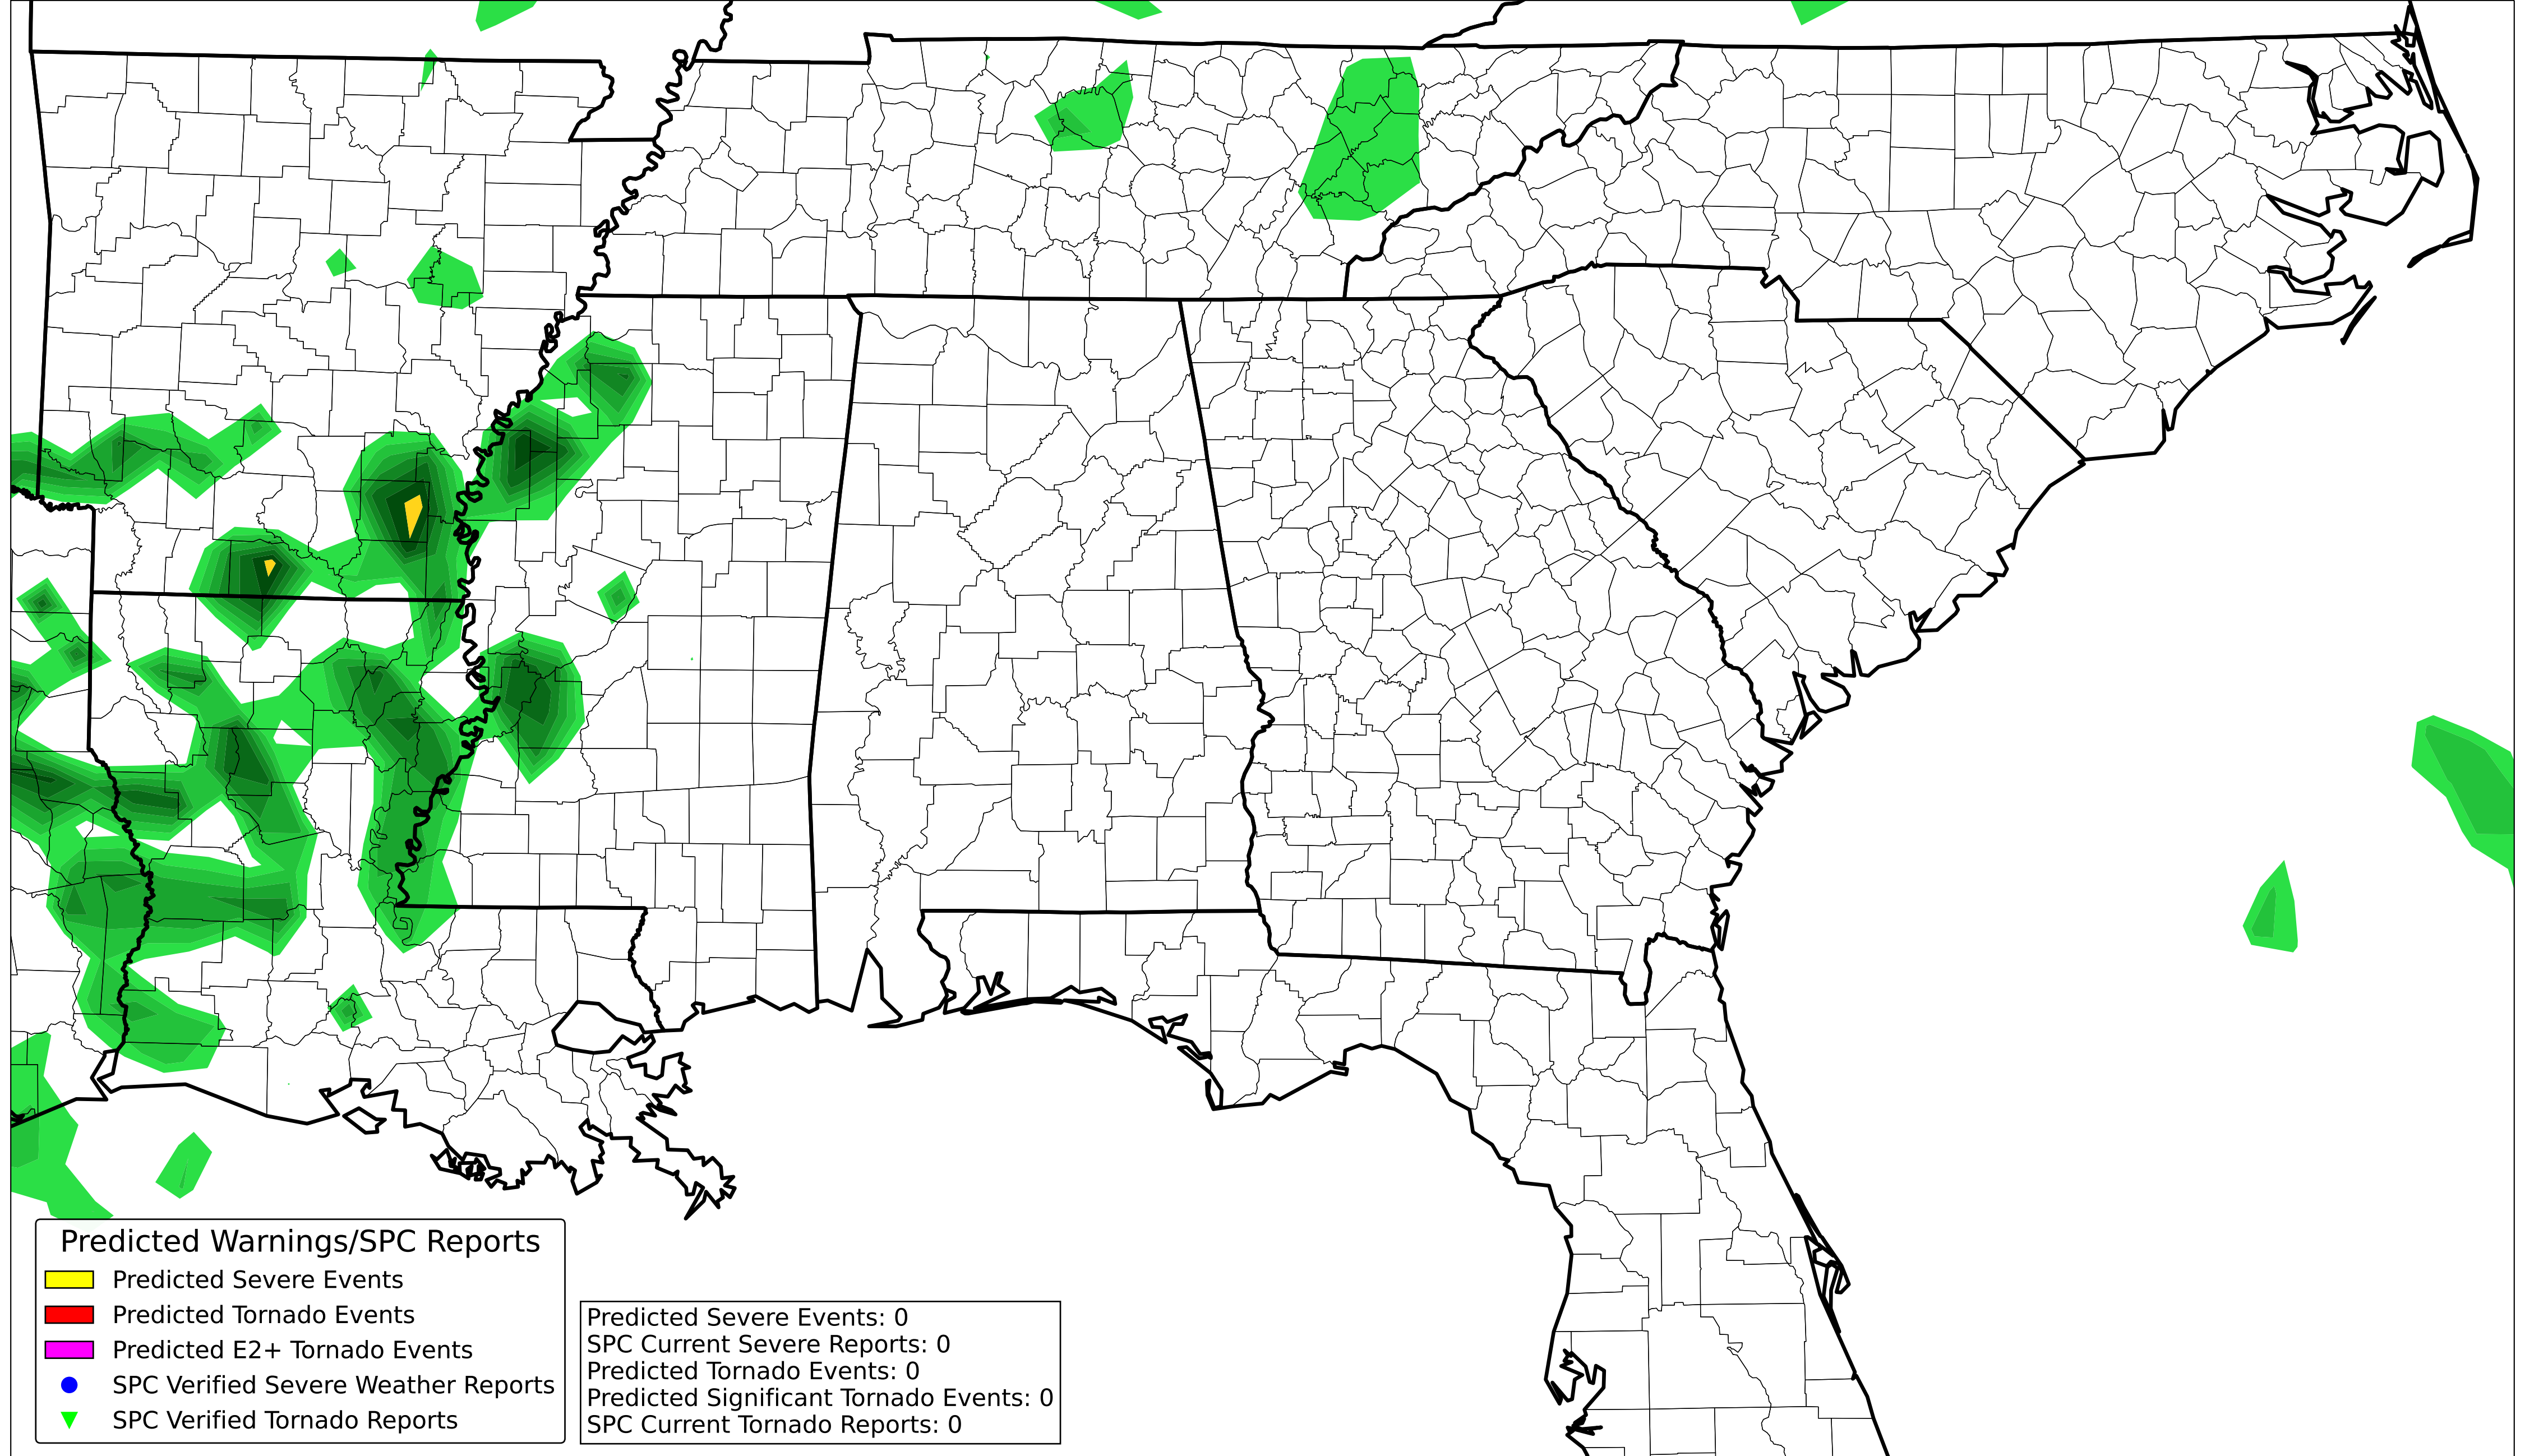 Predicted Warnings/SPC Reports
Predicted Severe Events
Predicted Tornado Events
Predicted E2+ Tornado Events
SPC Verified Severe Weather Reports
SPC Verified Tornado Reports
Predicted Severe Events: 0
SPC Current Severe Reports: 0
Predicted Tornado Events: 0
Predicted Significant Tornado Events: 0
SPC Current Tornado Reports: 0